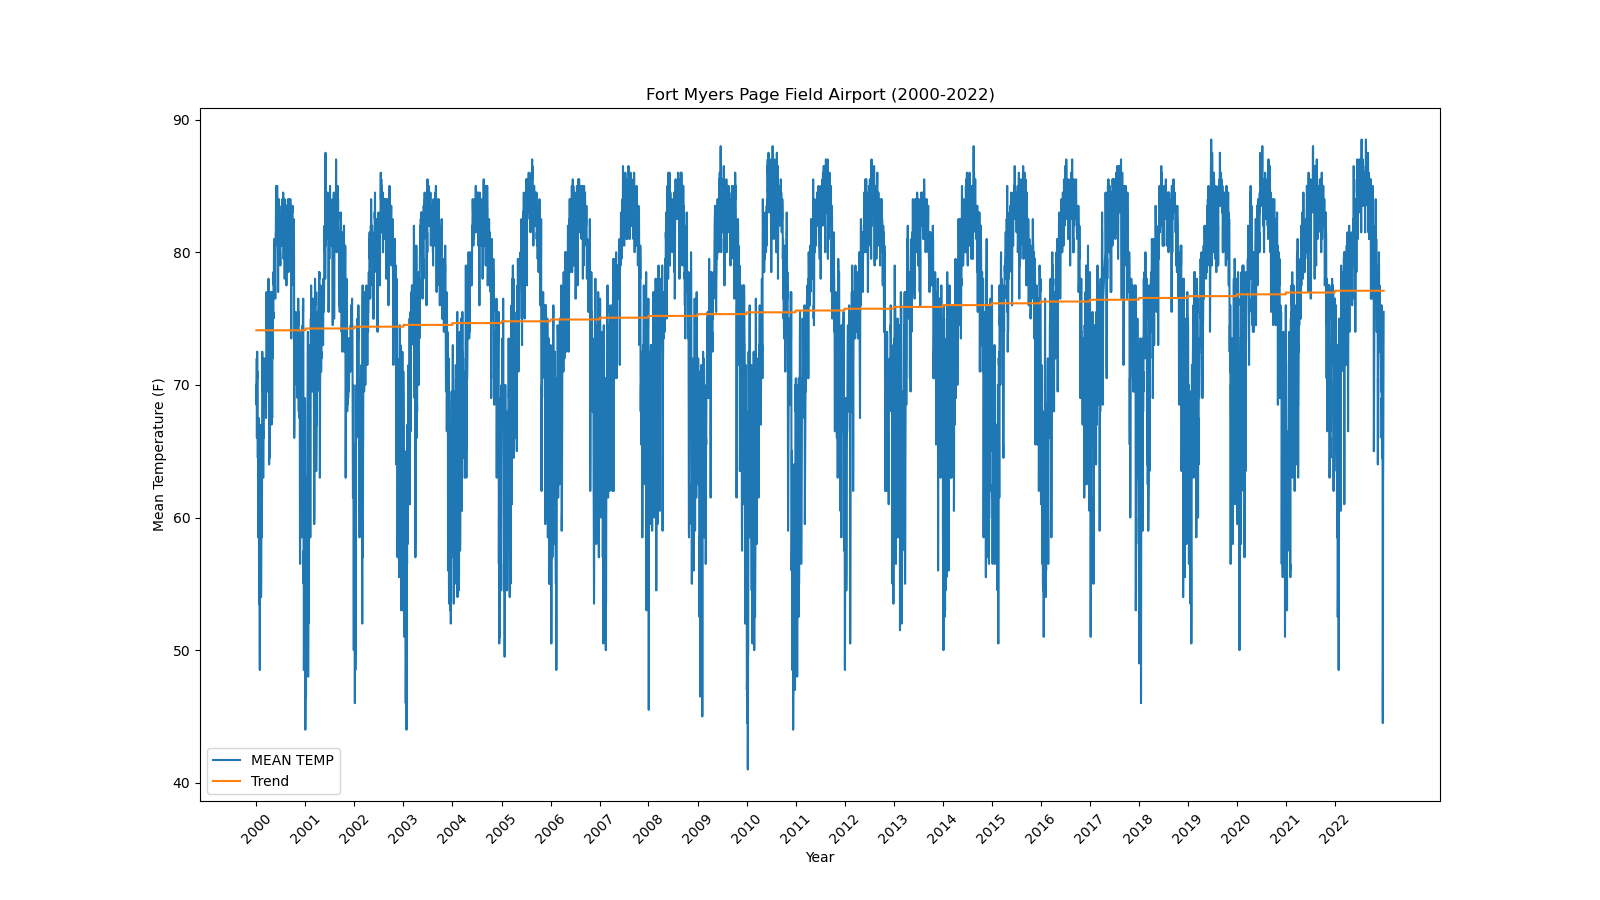 Fort Myers Page Field Airport (2000-2022)
90
80
70
60
50
40
Mean Temperature (F)
MEAN TEMP
Trend
2000 2001 2002 2003 2004 2005 2006 2007 2008 2009 2010 2011 2012 2013 2014 2015 2016 2017 2018 2019 2020 2021 2022
Year